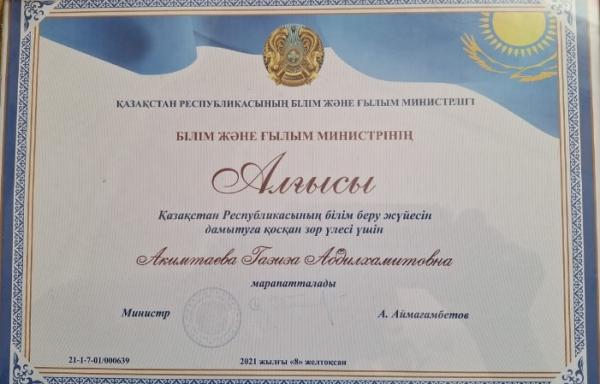 ҚАЗАҚСТАН РЕСПУБЛИКАСЫНЫҢ БІЛІМ ЖӘНЕ ҒЫЛЫМ МИНИСТРЛІГІ
БІЛІМ ЖӘНЕ ҒЫЛЫМ МИНИСТРІНІҢ
Алғысы
Қазақстан Республикасының білім беру жүйесін
дамытуға қосқан зор үлесі үшін
Акимтаева Газиза Абдилхамитовна
марапатталады
Министр А. Аймагамбетов
21-1-7-01/000639 2021 жылғы «8» желтоқсан